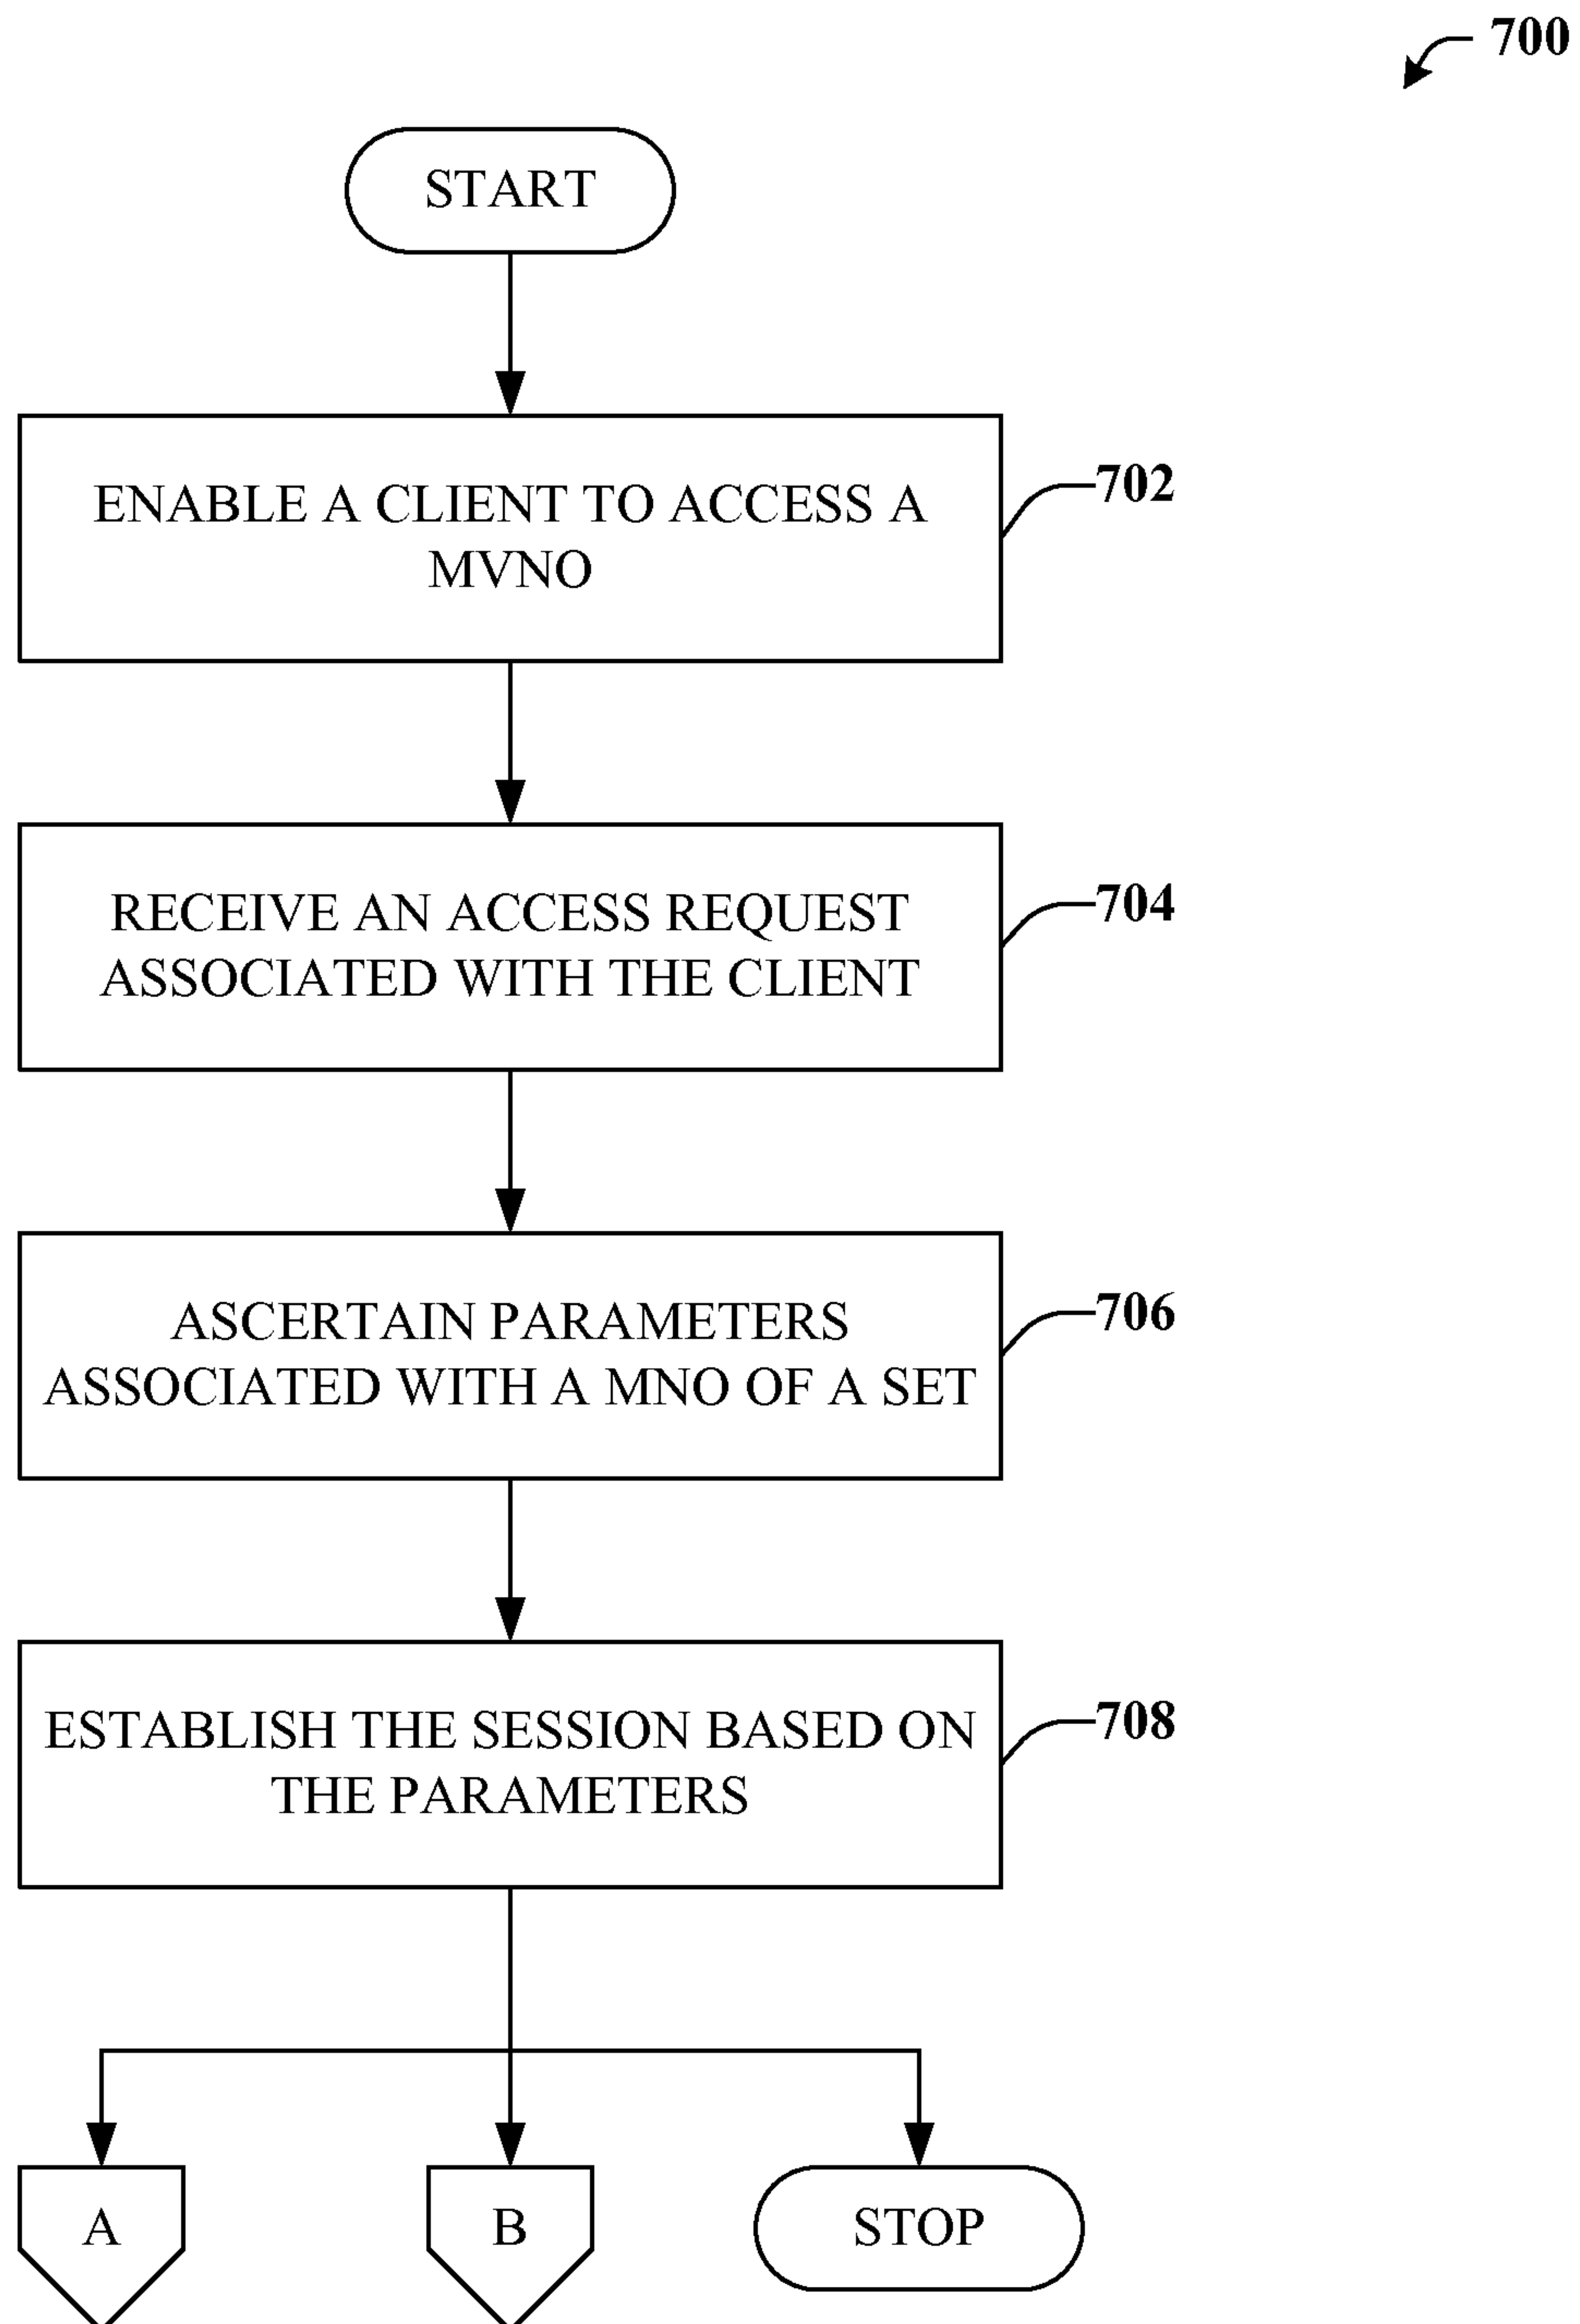 700
START
ENABLE A CLIENT TO ACCESS A
MVNO
702
RECEIVE AN ACCESS REQUEST
ASSOCIATED WITH THE CLIENT
704
ASCERTAIN PARAMETERS
ASSOCIATED WITH A MNO OF A SET
706
ESTABLISH THE SESSION BASED ON
THE PARAMETERS
708
A
B
STOP